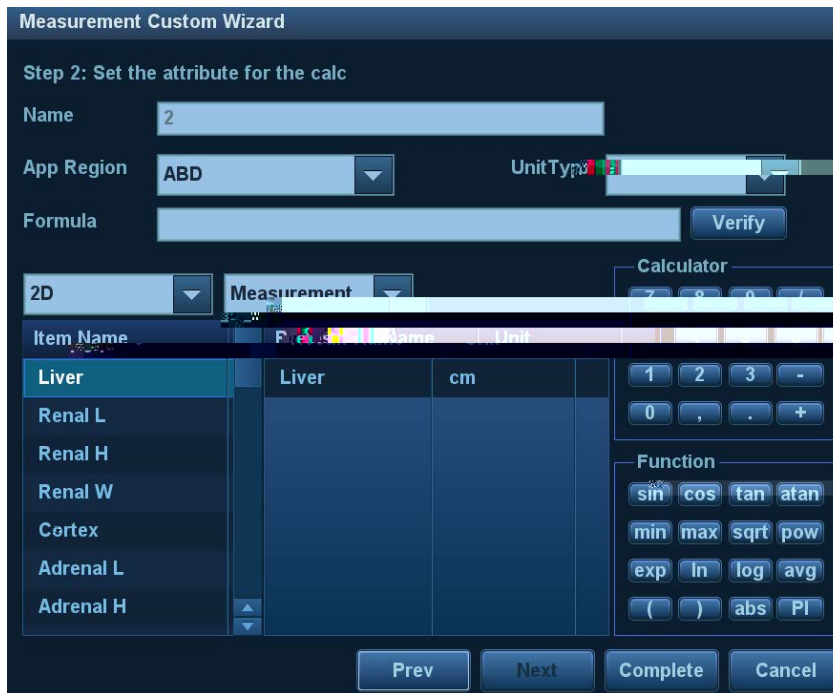 Measurement Custom Wizard
Step 2: Set the attribute for the calc
Name 2
App Region ABD
Formula Verify
Calculator
2D Measurement
Item Name Unit
Liver Liver cm 1 2 3 -
Renal L 0 , . +
Renal H
Function
Renal W sin cos tan atan
Cortex min max sqrt pow
Adrenal L exp ln log avg
Adrenal H ( ) abs PI
Prev Next Complete Cancel